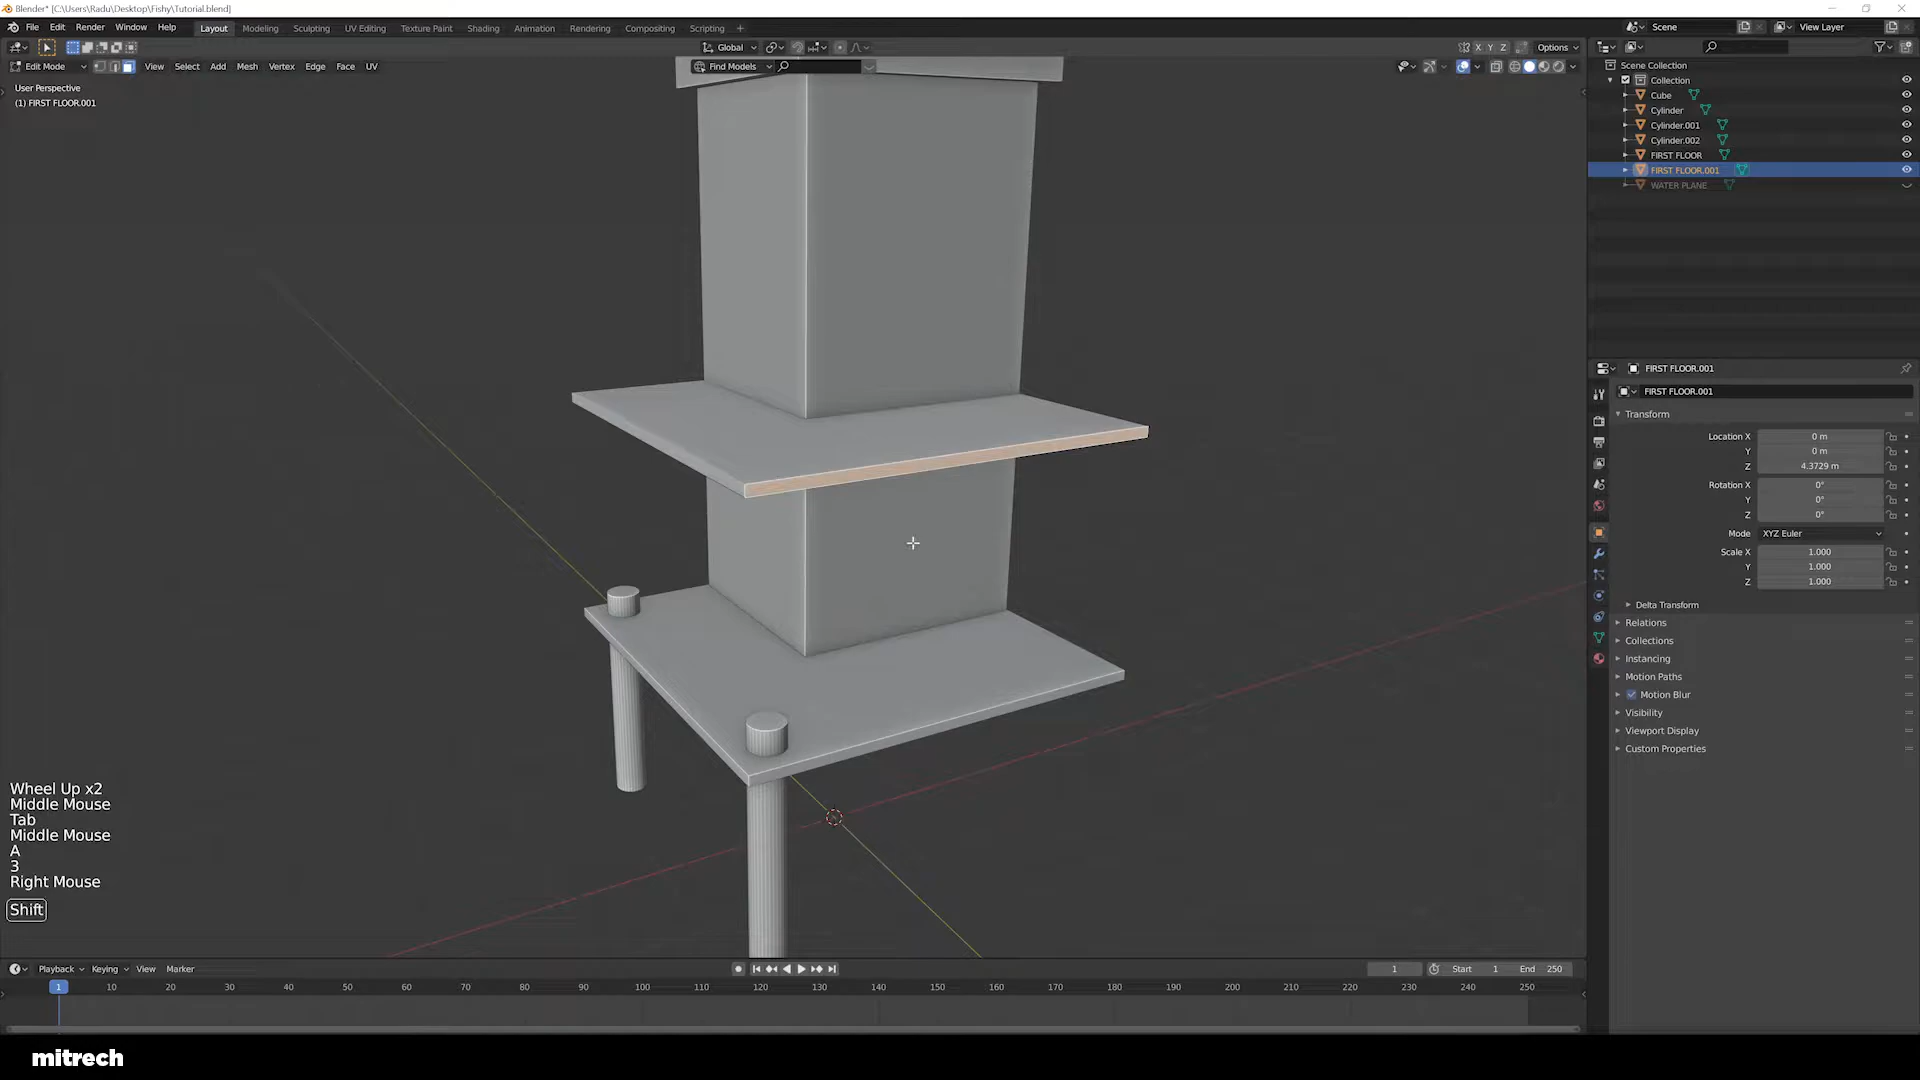 Blender* [C:\Users\Radu\Desktop\Fishy\Tutorial.blend]
File Edit Render Window Help Layout Modeling Sculpting UV Editing Texture Paint Shading Animation Rendering Compositing Scripting + Scene View Layer
Global X Y Z Options
Edit Mode View Select Add Mesh Vertex Edge Face UV Find Models
User Perspective
(1) FIRST FLOOR.001
Scene Collection
Collection
Cube
Cylinder
Cylinder.001
Cylinder.002
FIRST FLOOR
FIRST FLOOR.001
WATER PLANE
FIRST FLOOR.001
FIRST FLOOR.001
Transform
Location X 0 m
Y 0 m
Z 4.3729 m
Rotation X 0°
Y 0°
Z 0°
Mode XYZ Euler
Scale X 1.000
Y 1.000
Z 1.000
Delta Transform
Relations
Collections
Instancing
Motion Paths
Motion Blur
Visibility
Viewport Display
Custom Properties
Wheel Up x2
Middle Mouse
Tab
Middle Mouse
A
3
Right Mouse
Shift
Playback Keying View Marker 1 Start 1 End 250
1 10 20 30 40 50 60 70 80 90 100 110 120 130 140 150 160 170 180 190 200 210 220 230 240 250
mitrech